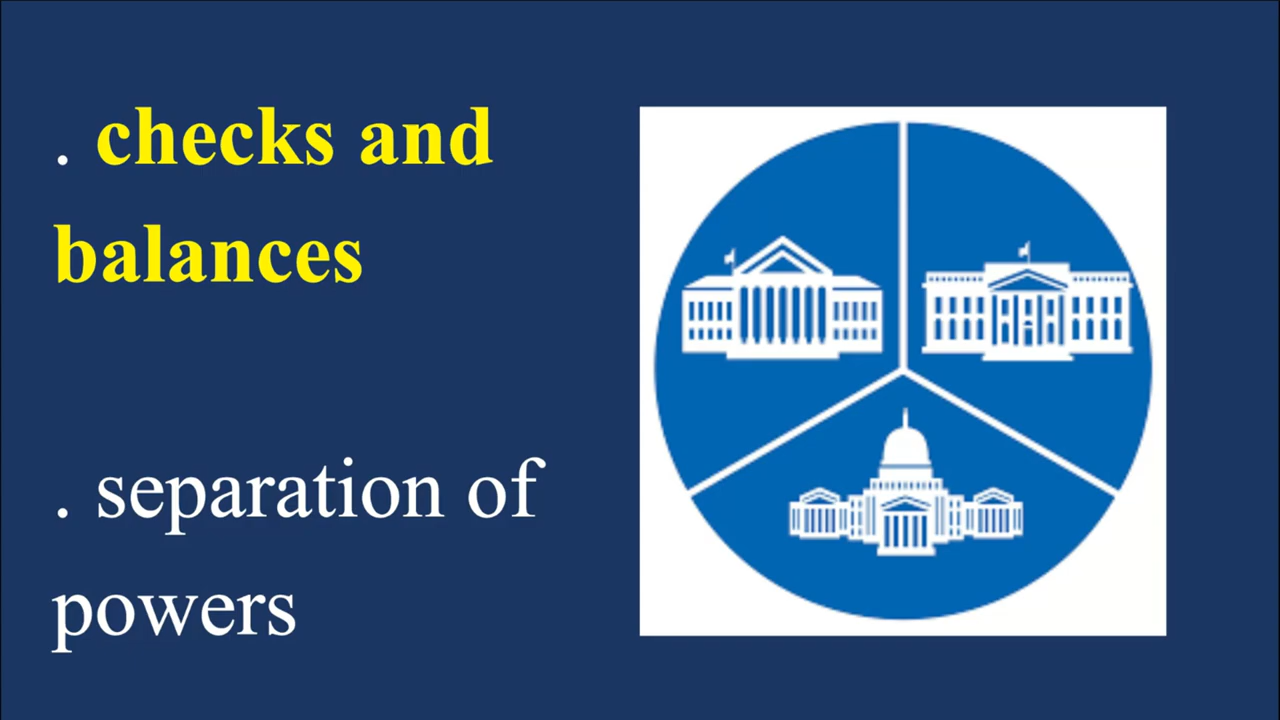 . checks and
balances
. separation of
powers